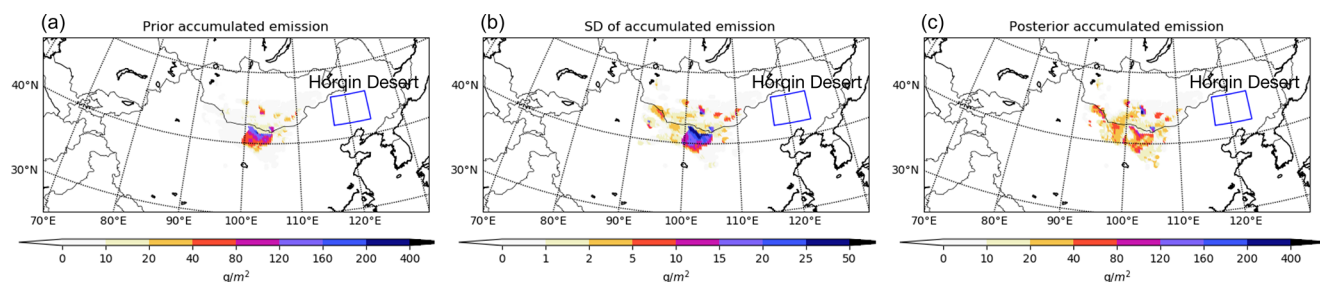 (a)
Prior accumulated emission
Horqin Desert
40°N
30°N
70°E 80°E 90°E 100°E 110°E 120°E
0 10 20 40 80 120 160 200 400
g/m²
(b)
SD of accumulated emission
Horqin Desert
40°N
30°N
70°E 80°E 90°E 100°E 110°E 120°E
0 1 2 5 10 15 20 25 50
g/m²
(c)
Posterior accumulated emission
Horqin Desert
40°N
30°N
70°E 80°E 90°E 100°E 110°E 120°E
0 10 20 40 80 120 160 200 400
g/m²